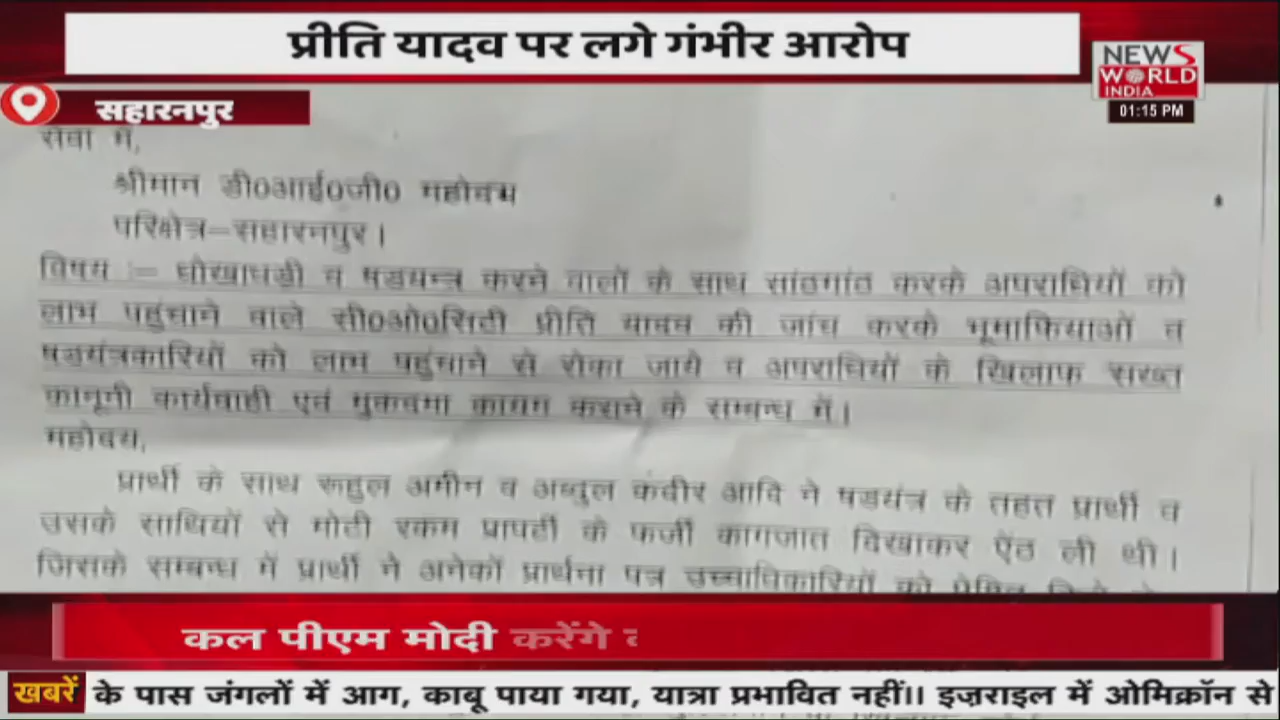 प्रीति यादव पर लगे गंभीर आरोप
NEWS
WORLD
INDIA
01:15 PM
सहारनपुर
सेवा में,
श्रीमान डी0आई0जी0 महोदय
परिक्षेत्र–सहारनपुर।
विषय :– धोखाधड़ी व षडयन्त्र करने वालों के साथ सांठगांठ करके अपराधियों को
लाभ पहुंचाने वाले सी0ओ0सिटी प्रीति यादव की जांच करके भूमाफियाओं व
षडयंत्रकारियों को लाभ पहुंचाने से रोका जाये व अपराधियों के खिलाफ सख्त
कानूनी कार्यवाही एवं मुकदमा कायम कराने के सम्बन्ध में।
महोदय,
प्रार्थी के साथ रूहुल अमीन व अब्दुल कदीर आदि ने षडयंत्र के तहत प्रार्थी व
उसके साथियों से मोटी रकम प्रापर्टी के फर्जी कागजात दिखाकर ऐंठ ली थी।
जिसके सम्बन्ध में प्रार्थी ने अनेकों प्रार्थना पत्र उच्चाधिकारियों को
कल पीएम मोदी करेंगे
खबरें के पास जंगलों में आग, काबू पाया गया, यात्रा प्रभावित नहीं।। इज़राइल में ओमिक्रॉन से